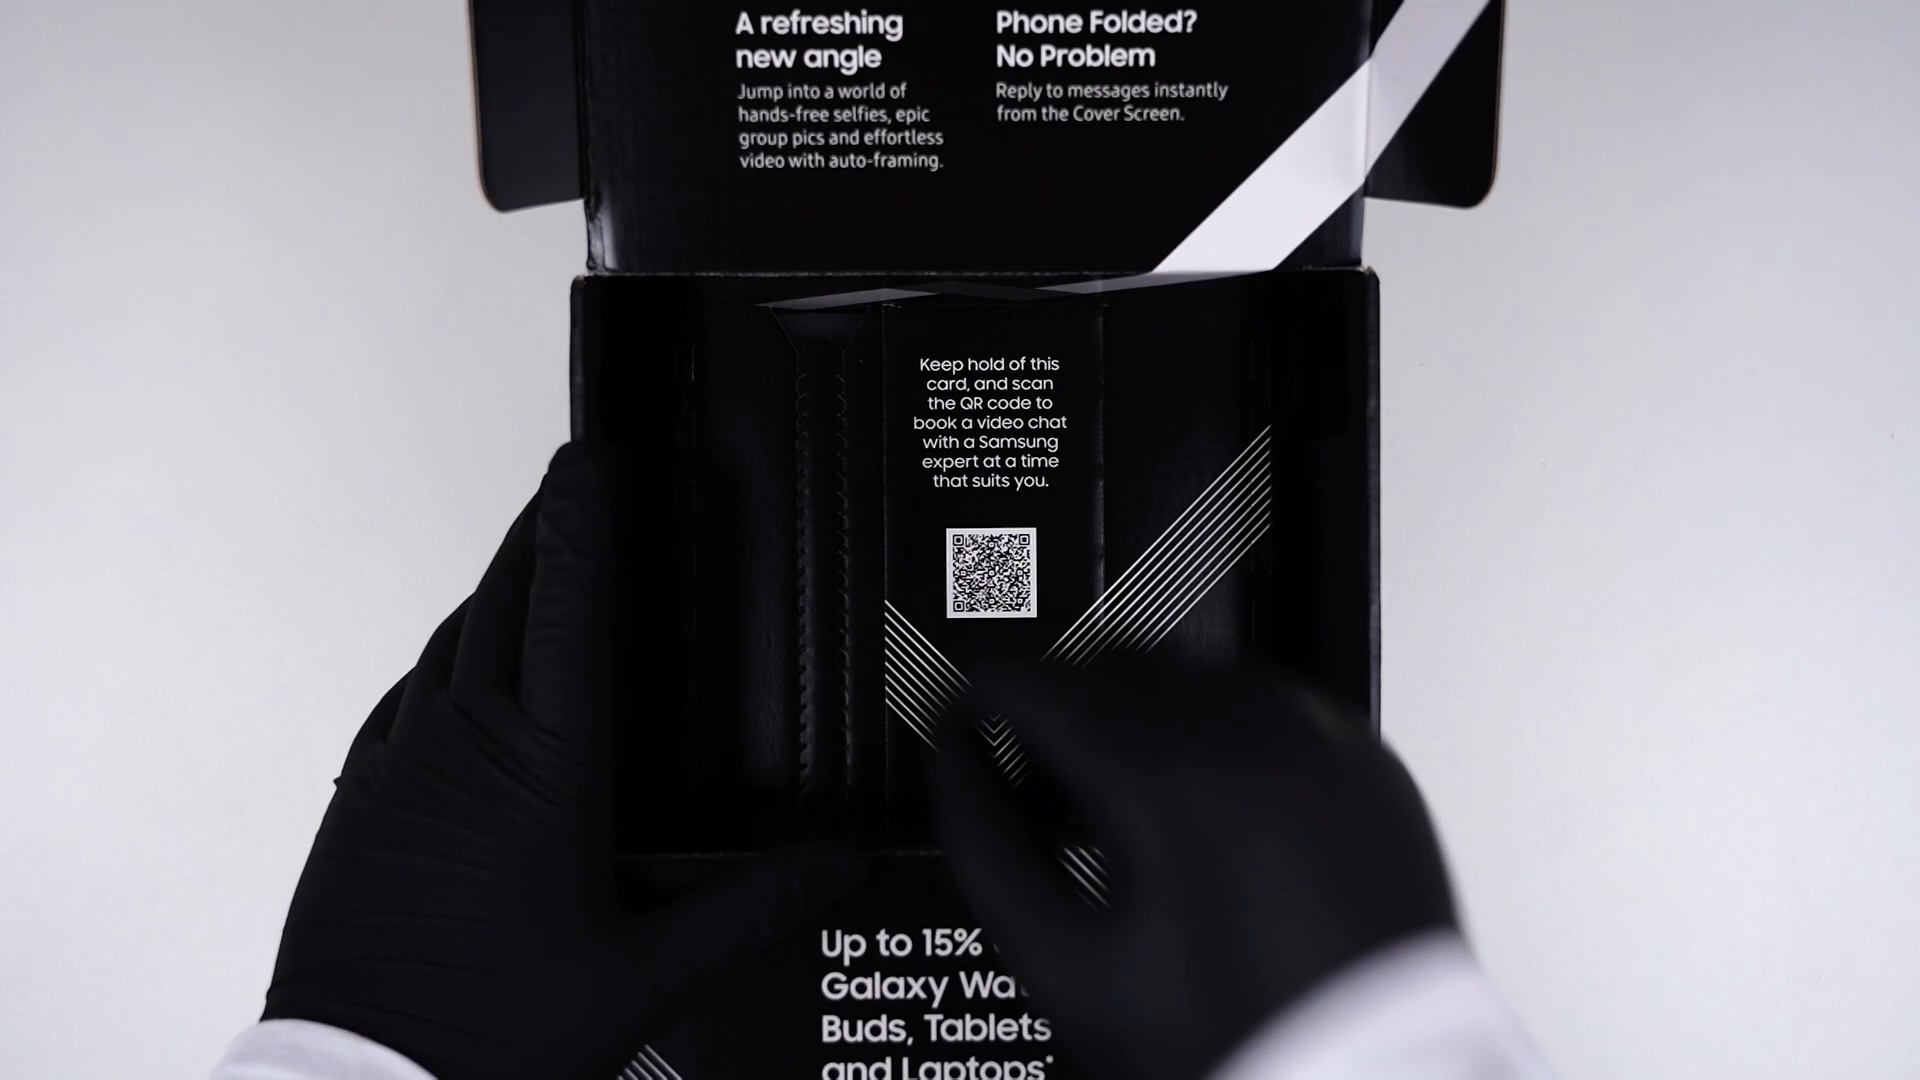 A refreshing
new angle
Jump into a world of
hands-free selfies, epic
group pics and effortless
video with auto-framing.
Phone Folded?
No Problem
Reply to messages instantly
from the Cover Screen.
Keep hold of this
card, and scan
the QR code to
book a video chat
with a Samsung
expert at a time
that suits you.
Up to 15%
Galaxy
Buds, Tablets
and Laptops*